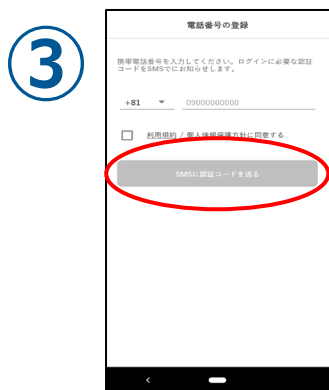 ③
電話番号の登録
携帯電話番号を入力してください。ログインに必要な認証
コードをSMSでにお知らせします。
+81 09000000000
利用規約 / 個人情報保護方針に同意する
SMSに認証コードを送る